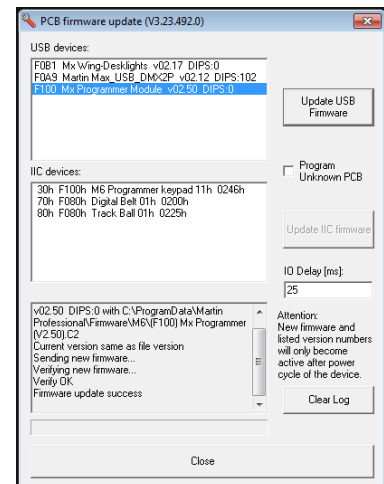 PCB firmware update (V3.23.492.0)
USB devices:
F0B1 Mx Wing-Desklights v02.17 DIPS:0
F0A9 Martin Max_USB_DMX2P v02.12 DIPS:102
F100 Mx Programmer Module v02.50 DIPS:0
Update USB
Firmware
IIC devices:
30h F100h M6 Programmer keypad 11h 0246h
70h F080h Digital Belt 01h 0200h
80h F080h Track Ball 01h 0225h
Program
Unknown PCB
Update IIC firmware
IO Delay [ms]:
25
v02.50 DIPS:0 with C:\ProgramData\Martin
Professional\Firmware\M6\(F100) Mx Programmer
(V2.50).C2
Current version same as file version
Sending new firmware...
Verifying new firmware...
Verify OK
Firmware update success
Attention:
New firmware and
listed version numbers
will only become
active after power
cycle of the device.
Clear Log
Close